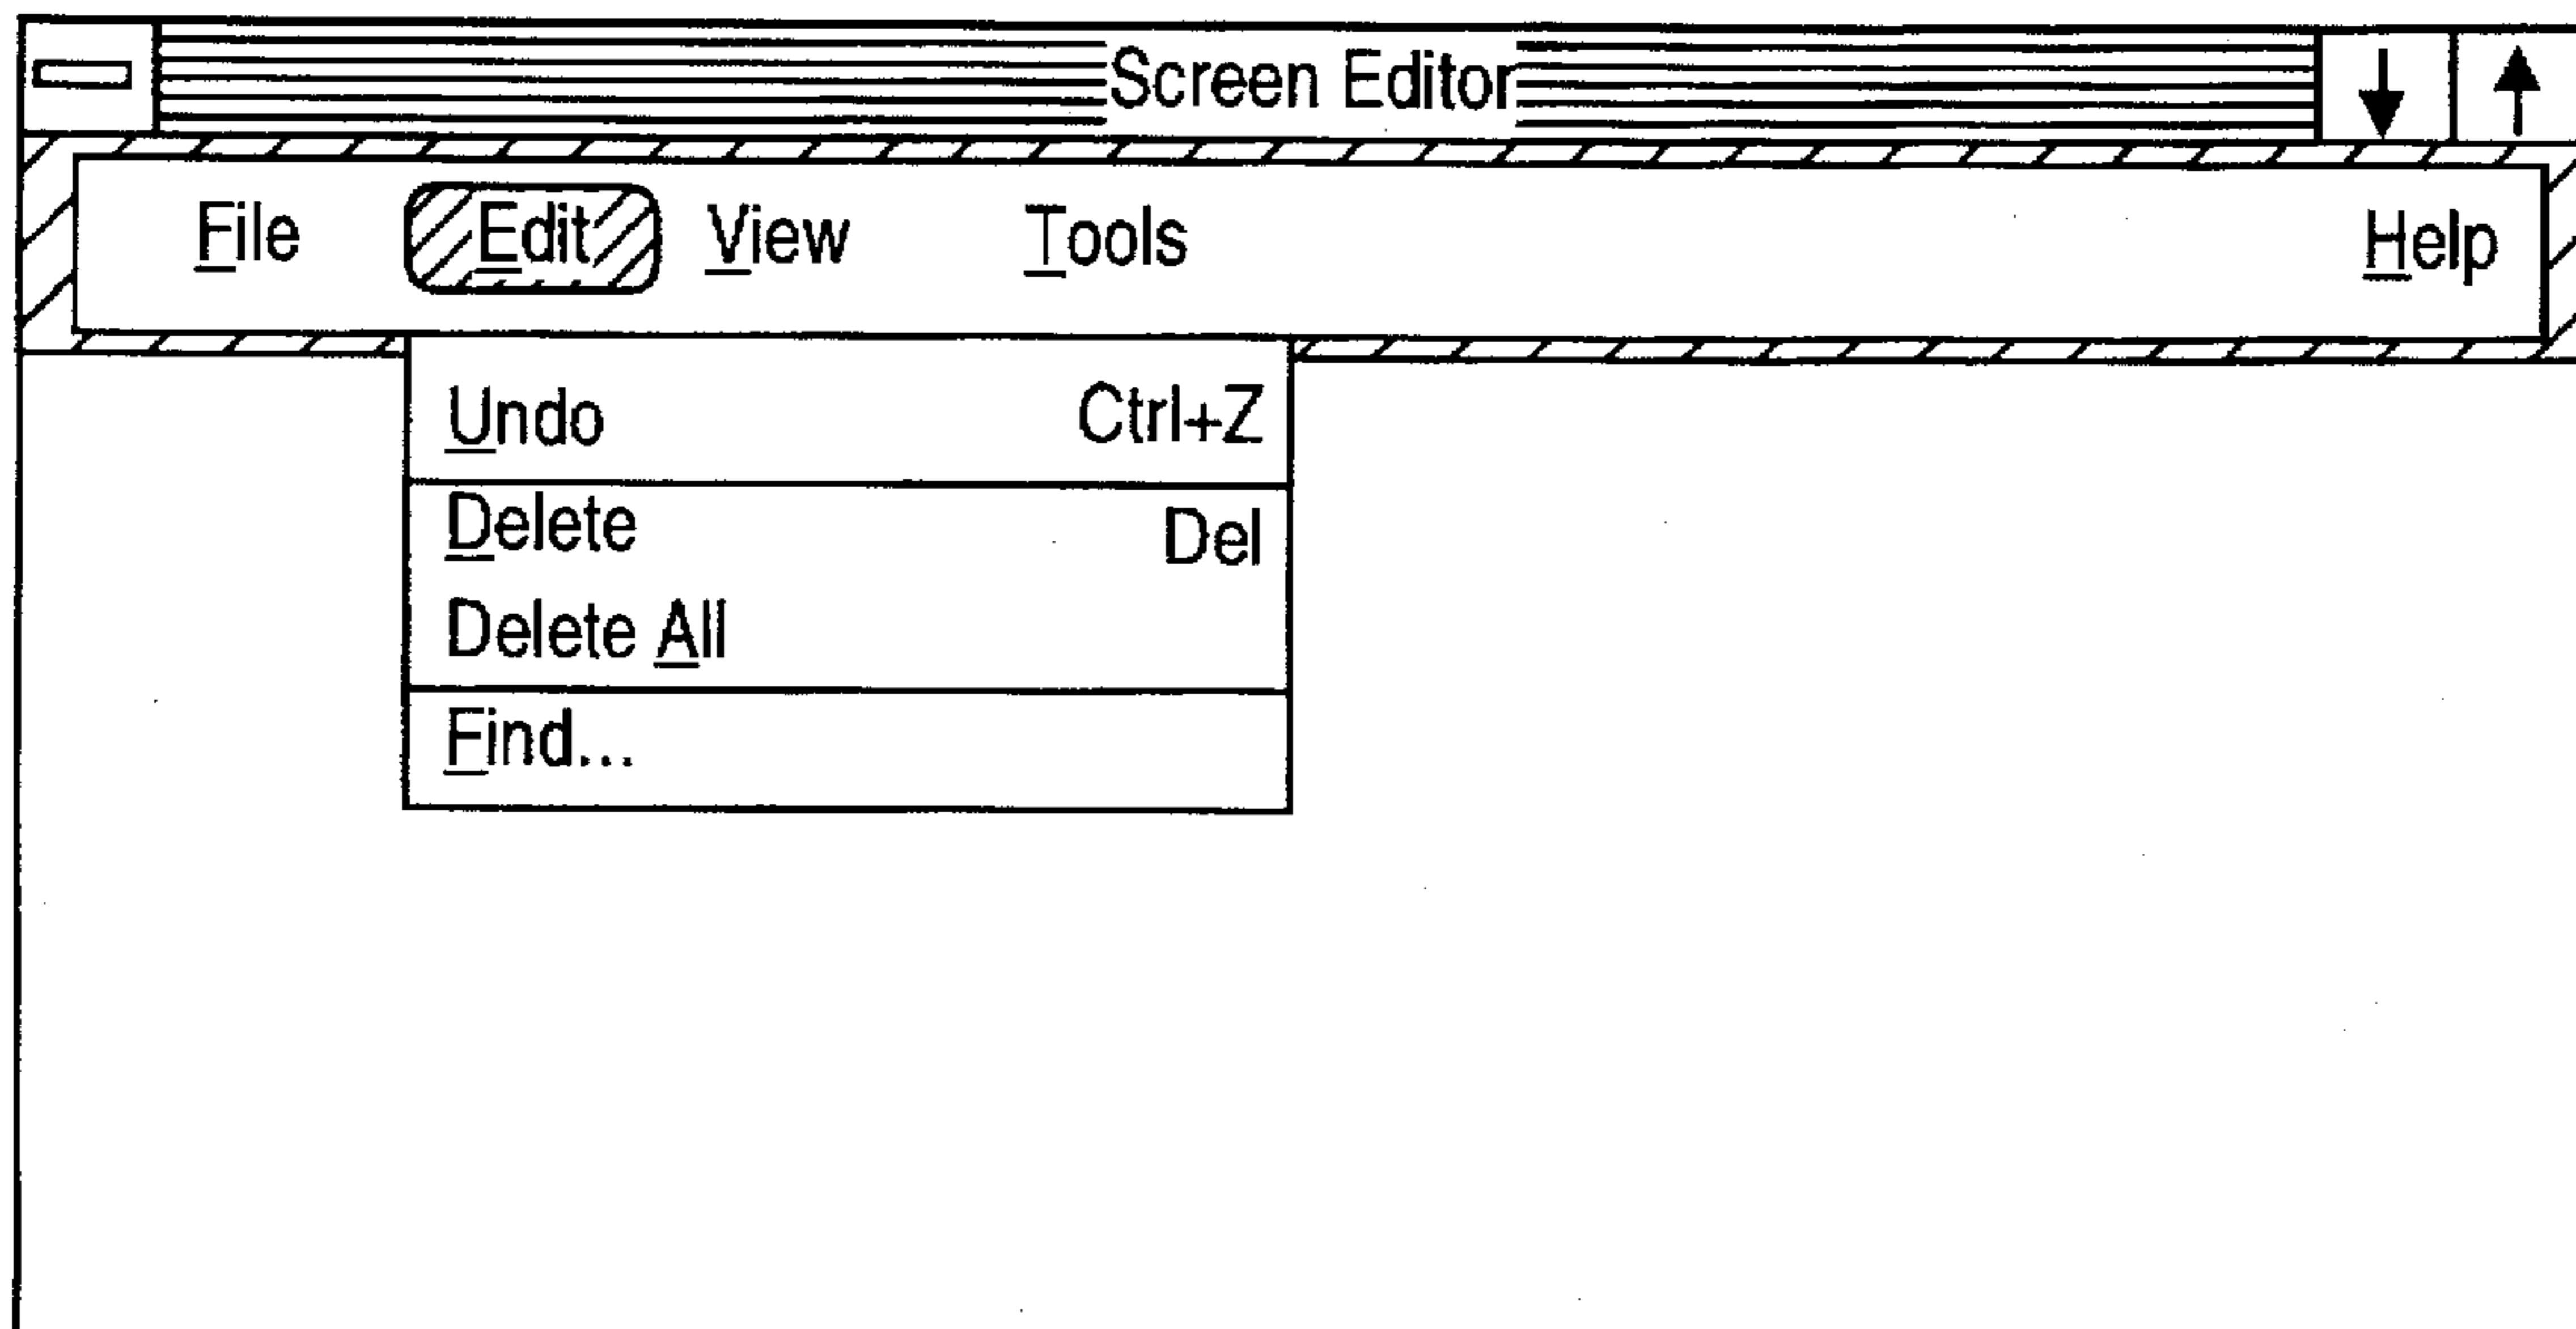 Screen Editor
File Edit View Tools Help
Undo Ctrl+Z
Delete Del
Delete All
Find...